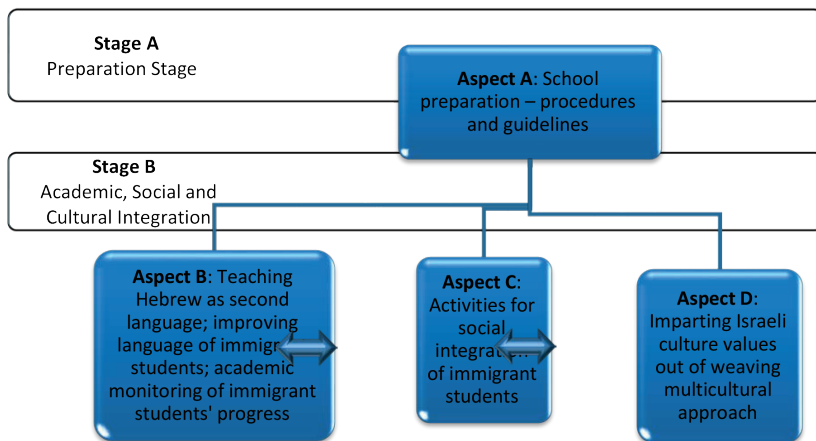 Stage A
Preparation Stage
Aspect A: School
preparation – procedures
and guidelines
Stage B
Academic, Social and
Cultural Integration
Aspect B: Teaching
Hebrew as second
language; improving
language of
students; academic
monitoring of immigrant
students' progress
Aspect C:
Activities for
social
of immigrant
students
Aspect D:
Imparting Israeli
culture values
out of weaving
multicultural
approach